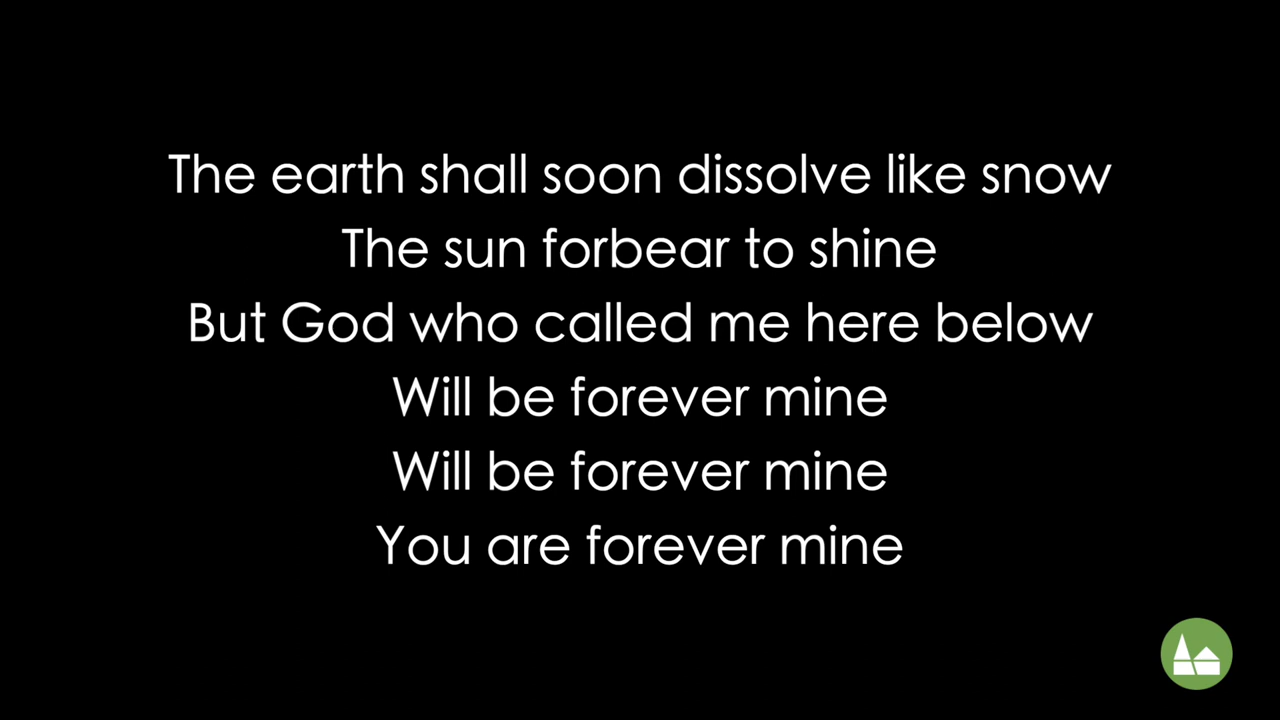 The earth shall soon dissolve like snow
The sun forbear to shine
But God who called me here below
Will be forever mine
Will be forever mine
You are forever mine